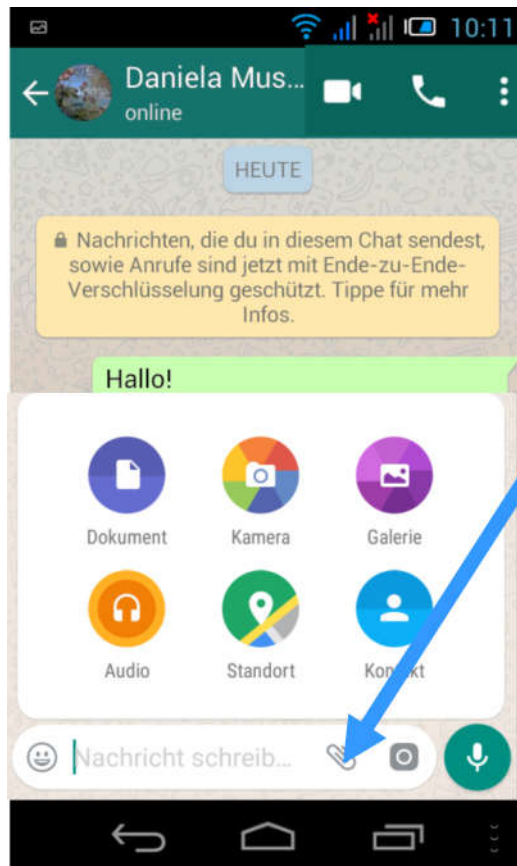 10:11
Daniela Mus...
online
HEUTE
Nachrichten, die du in diesem Chat sendest,
sowie Anrufe sind jetzt mit Ende-zu-Ende-
Verschlüsselung geschützt. Tippe für mehr
Infos.
Hallo!
Dokument Kamera Galerie
Audio Standort Kontakt
Nachricht schreib...